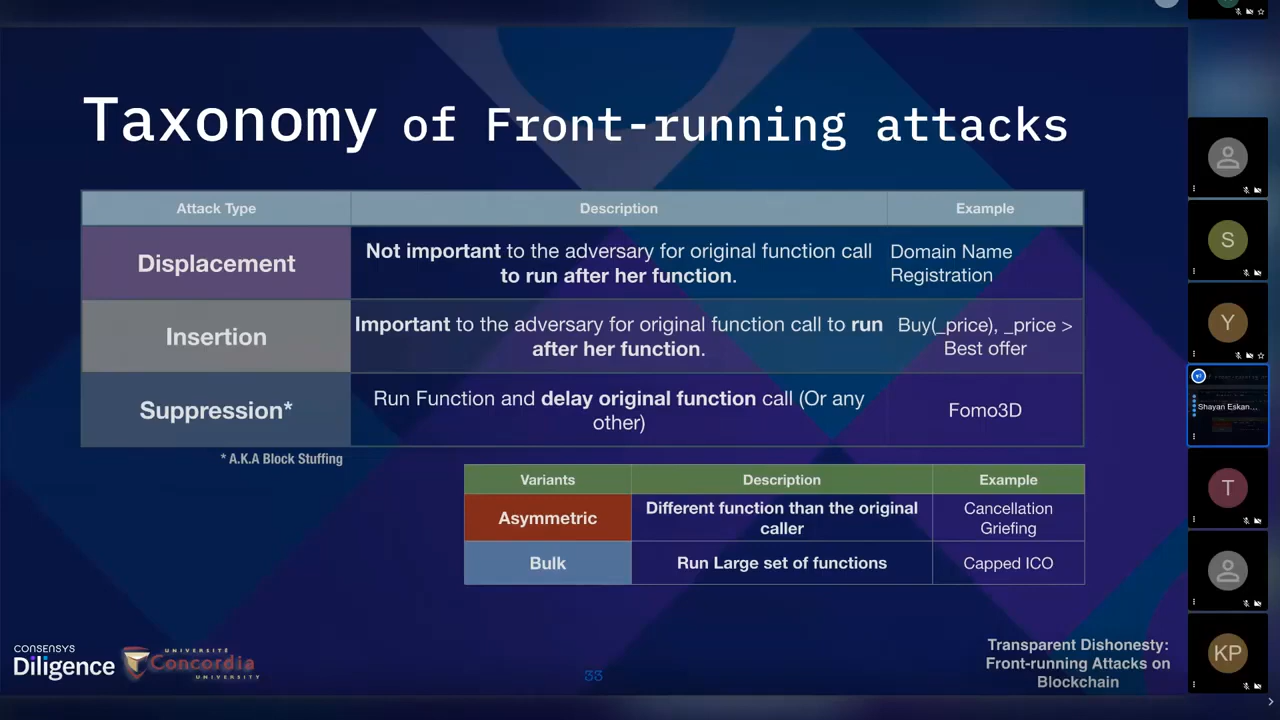 Taxonomy of Front-running attacks
Attack Type
Description
Example
Displacement
Not important to the adversary for original function call
to run after her function.
Domain Name
Registration
Insertion
Important to the adversary for original function call to run
after her function.
Buy(_price), _price >
Best offer
Suppression*
Run Function and delay original function call (Or any
other)
Fomo3D
* A.K.A Block Stuffing
Variants
Description
Example
Asymmetric
Different function than the original
caller
Cancellation
Griefing
Bulk
Run Large set of functions
Capped ICO
CONSENSYS
Diligence
UNIVERSITÉ
Concordia
UNIVERSITY
33
Transparent Dishonesty:
Front-running Attacks on
Blockchain
S
Y
Shayan Eskan...
T
KP